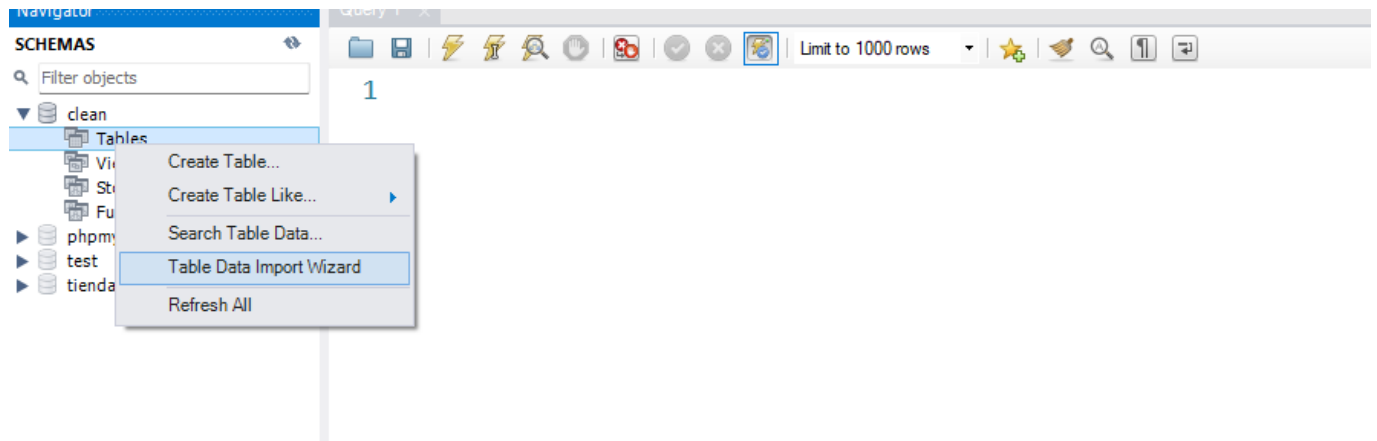 Navigator
Query 1
SCHEMAS
Limit to 1000 rows
Filter objects
1
clean
Tables
Create Table...
Create Table Like...
Search Table Data...
test
Table Data Import Wizard
tienda
Refresh All